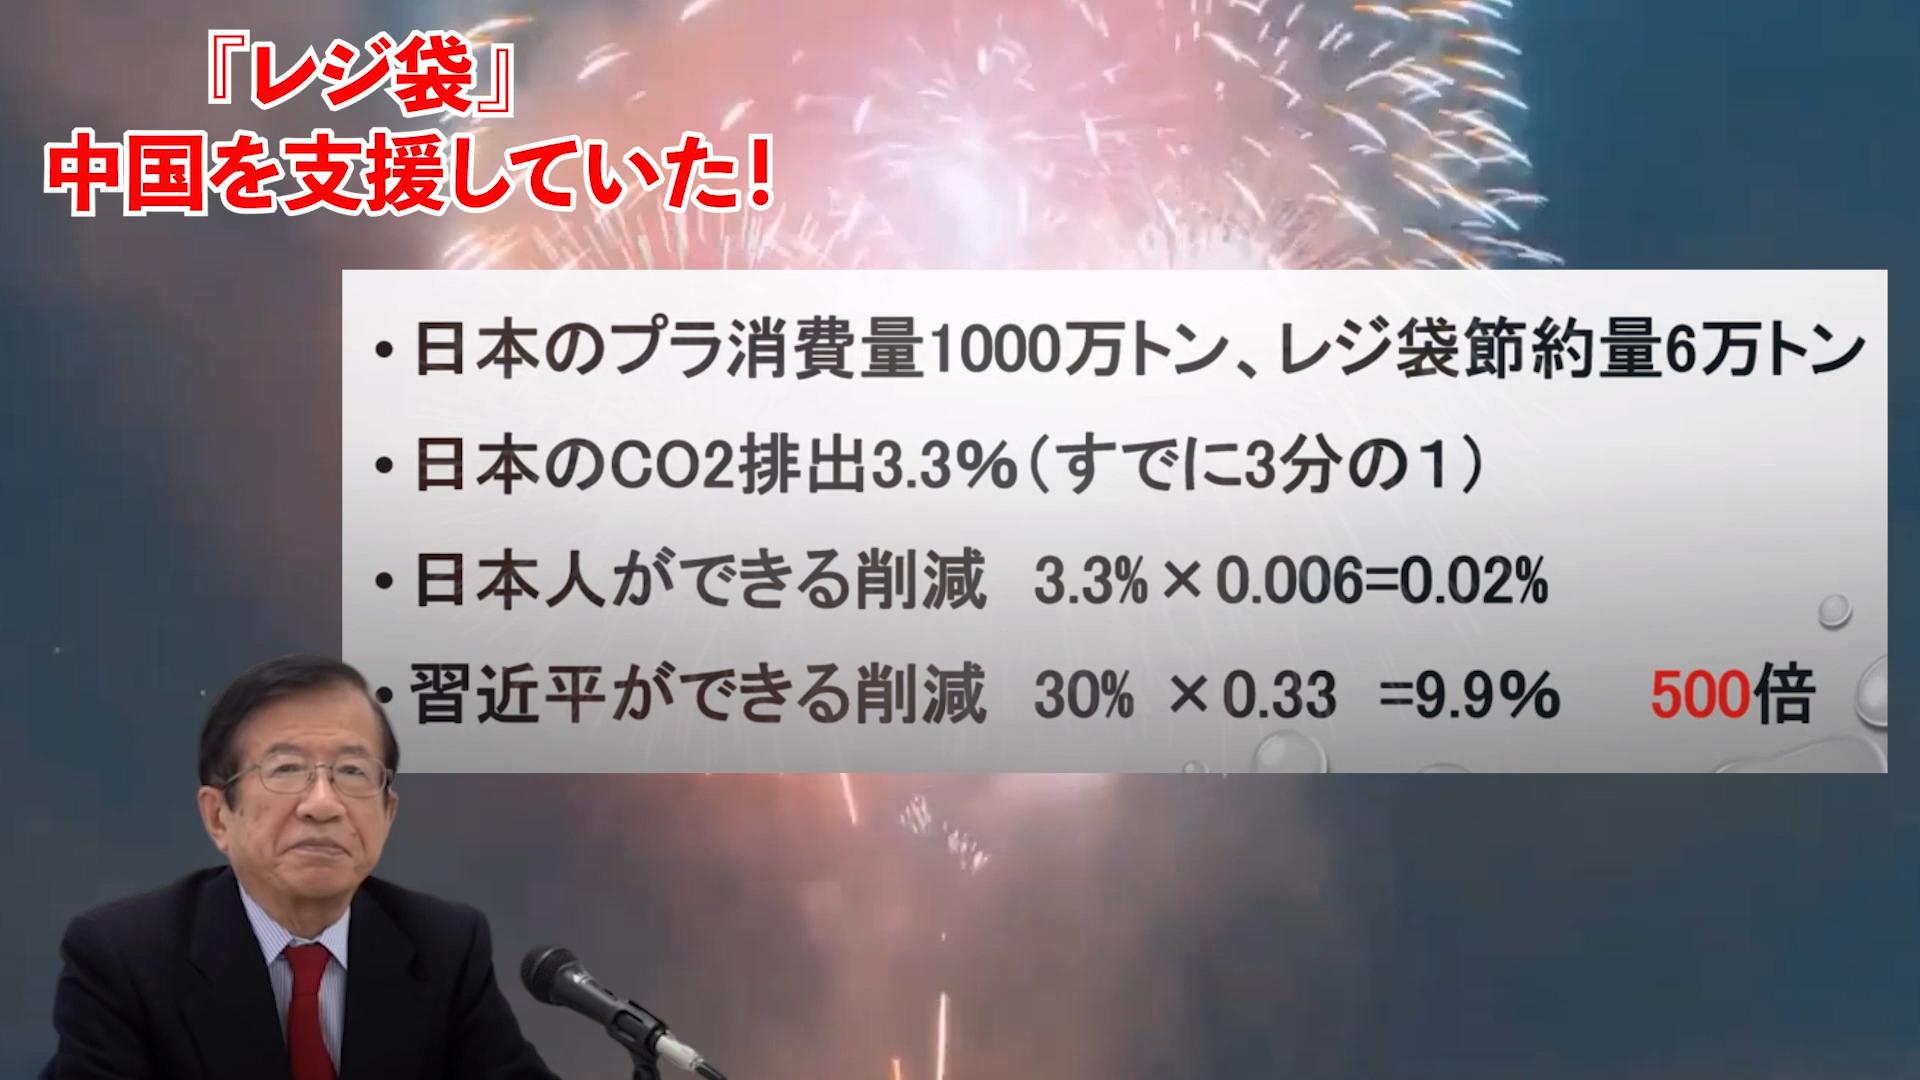 『レジ袋』
中国を支援していた!
・日本のプラ消費量1000万トン、レジ袋節約量6万トン
・日本のCO2排出3.3%(すでに3分の1)
・日本人ができる削減 3.3%×0.006=0.02%
・習近平ができる削減 30% ×0.33 =9.9% 500倍